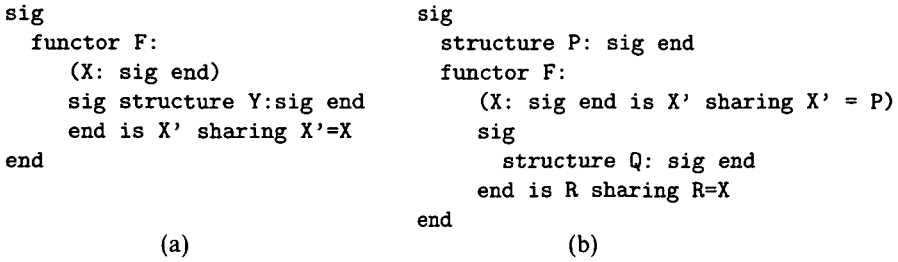 sig
functor F:
(X: sig end)
sig structure Y:sig end
end is X' sharing X'=X
end
(a)
sig
structure P: sig end
functor F:
(X: sig end is X' sharing X' = P)
sig
structure Q: sig end
end is R sharing R=X
end
(b)